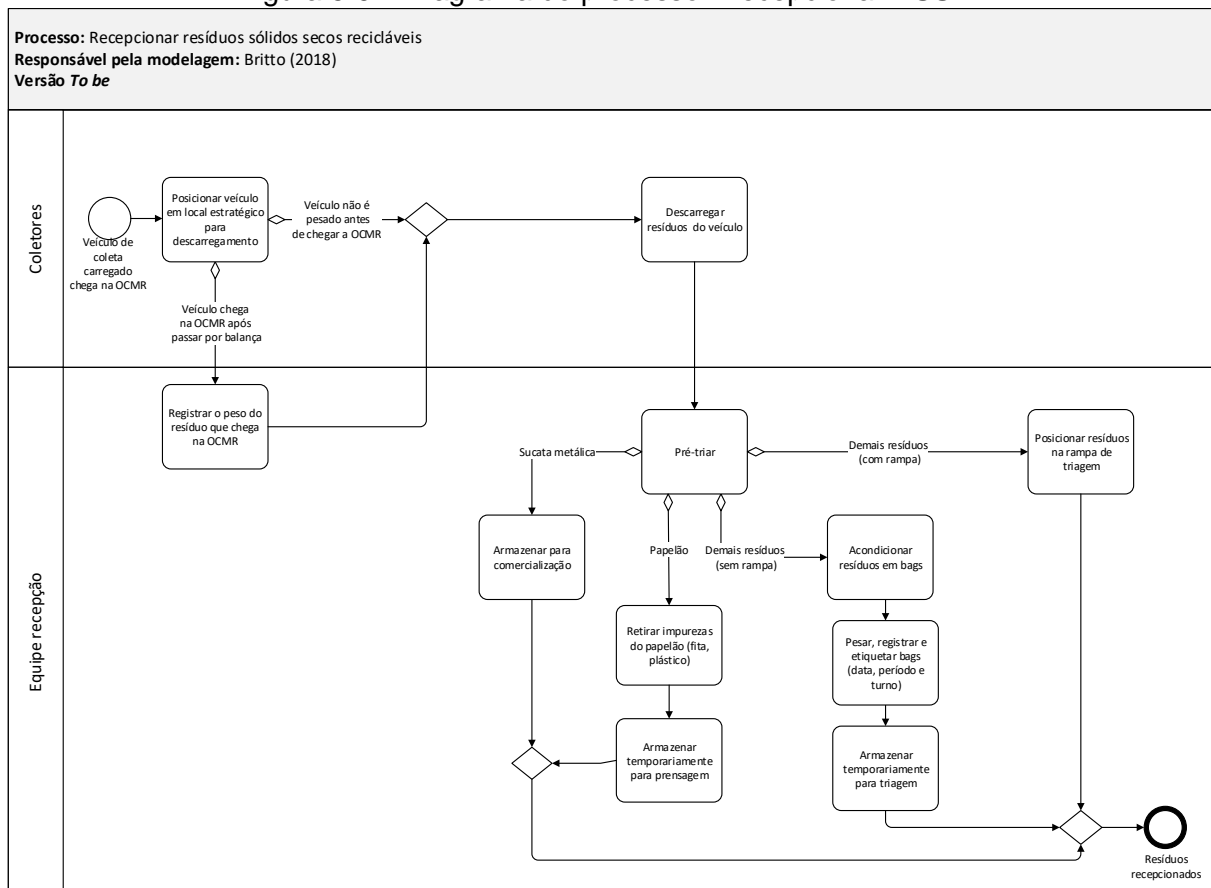 Processo: Recepcionar resíduos sólidos secos recicláveis
Responsável pela modelagem: Britto (2018)
Versão To be
Coletores
Veículo de
coleta
carregado
chega na OCMR
Posicionar veículo
em local estratégico
para
descarregamento
Veículo não é
pesado antes
de chegar a OCMR
Descarregar
resíduos do veículo
Veículo chega
na OCMR após
passar por balança
Equipe recepção
Registrar o peso do
resíduo que chega
na OCMR
Sucata metálica
Pré-triar
Demais resíduos
(com rampa)
Posicionar resíduos
na rampa de
triagem
Armazenar para
comercialização
Papelão
Demais resíduos
(sem rampa)
Acondicionar
resíduos em bags
Retirar impurezas
do papelão (fita,
plástico)
Pesar, registrar e
etiquetar bags
(data, período e
turno)
Armazenar
temporariamente
para prensagem
Armazenar
temporariamente
para triagem
Resíduos
recepcionados